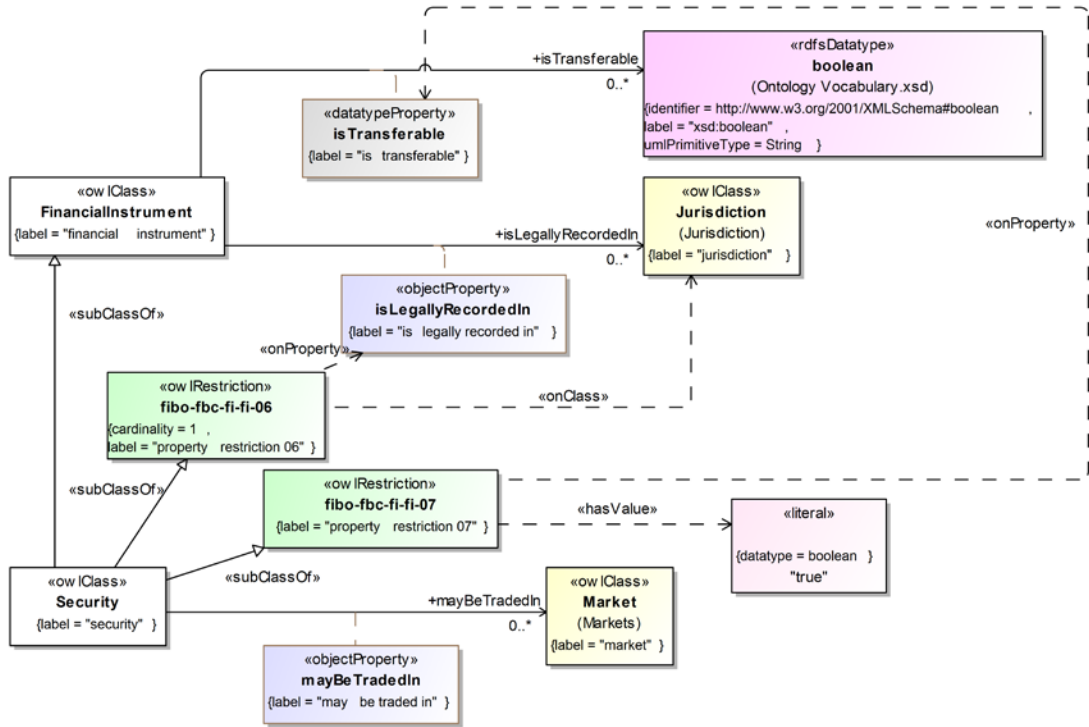 «rdfsDatatype»
boolean
(Ontology Vocabulary.xsd)
{identifier = http://www.w3.org/2001/XMLSchema#boolean ,
label = "xsd:boolean" ,
umlPrimitiveType = String }
+isTransferable
0..*
«datatypeProperty»
isTransferable
{label = "is transferable" }
«owlClass»
FinancialInstrument
{label = "financial instrument" }
«owlClass»
Jurisdiction
(Jurisdiction)
{label = "jurisdiction" }
«onProperty»
+isLegallyRecordedIn
0..*
«objectProperty»
isLegallyRecordedIn
{label = "is legally recorded in" }
«subClassOf»
«onProperty»
«owlRestriction»
fibo-fbc-fi-fi-06
{cardinality = 1 ,
label = "property restriction 06" }
«onClass»
«subClassOf»
«owlRestriction»
fibo-fbc-fi-fi-07
{label = "property restriction 07" }
«hasValue»
«literal»
{datatype = boolean }
"true"
«subClassOf»
«owlClass»
Security
{label = "security" }
+mayBeTradedIn
0..*
«owlClass»
Market
(Markets)
{label = "market" }
«objectProperty»
mayBeTradedIn
{label = "may be traded in" }